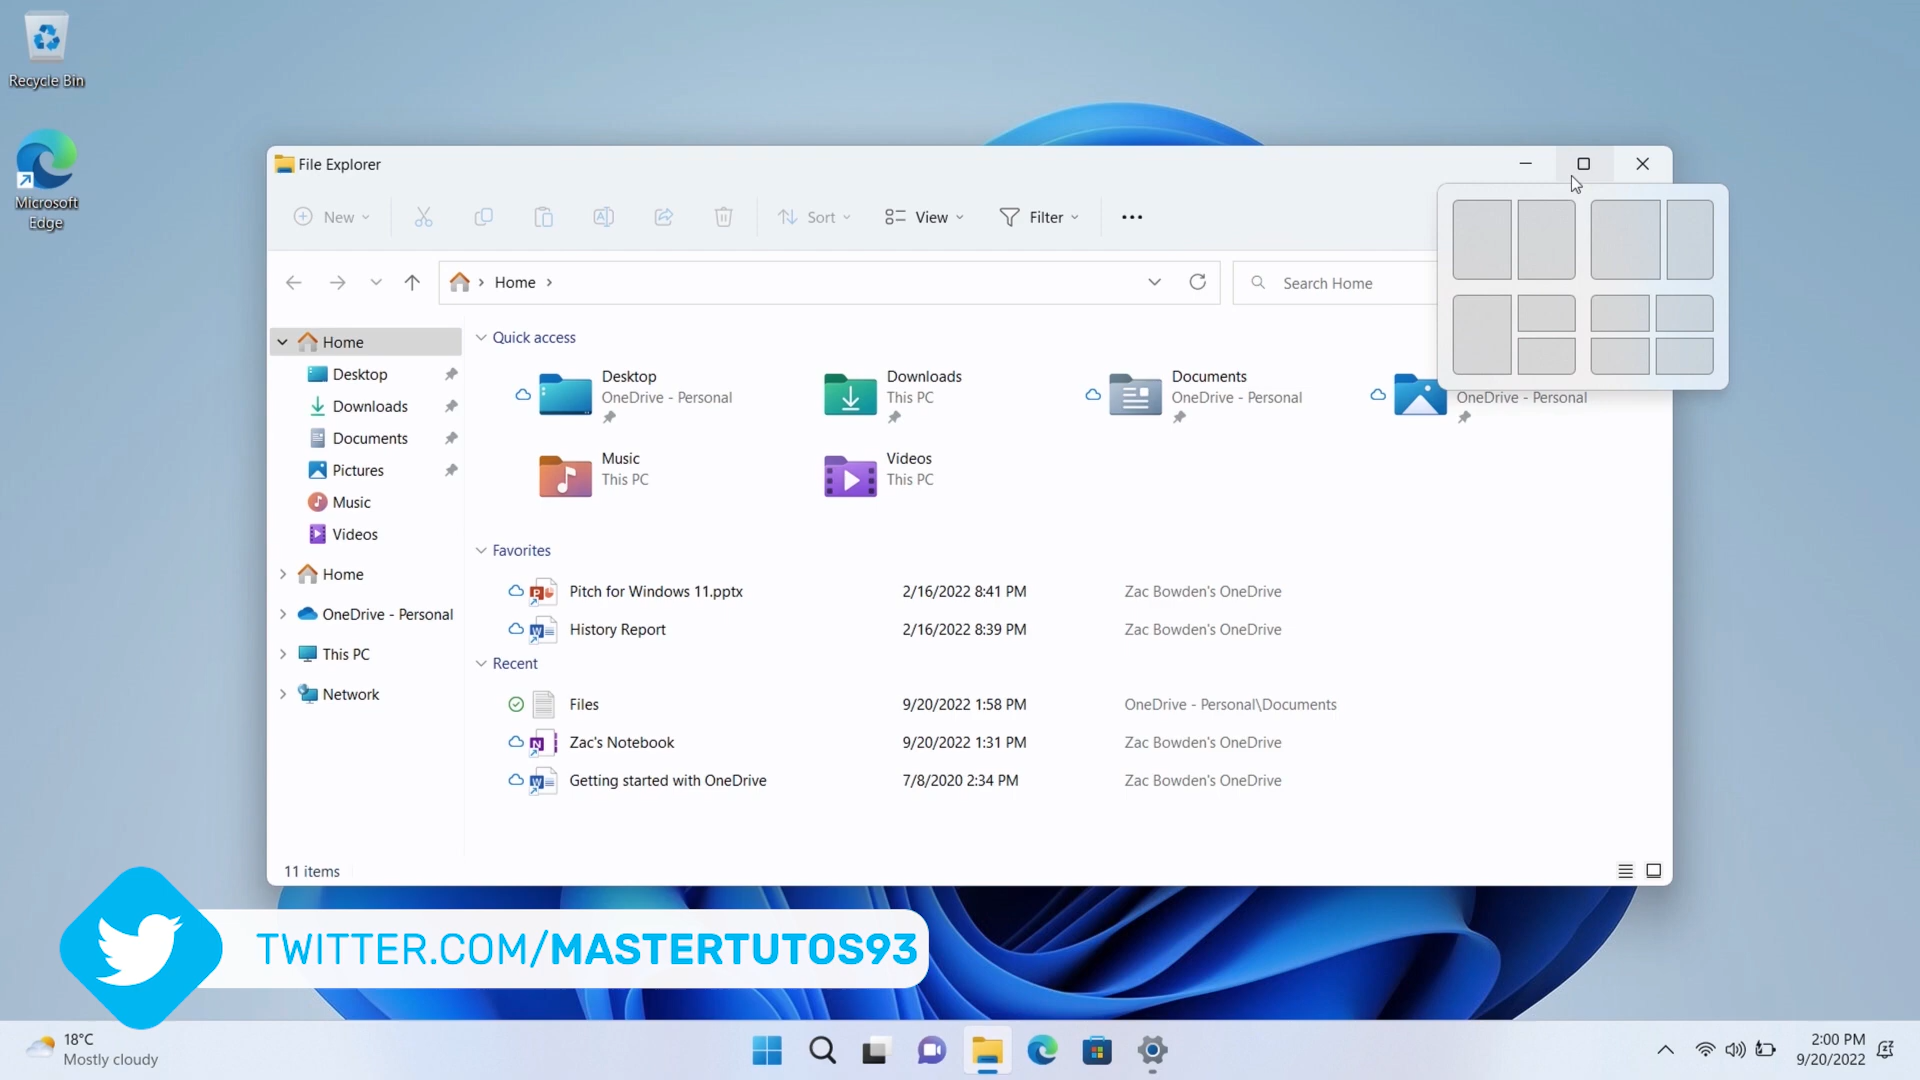 Recycle Bin
Microsoft
Edge
File Explorer
New
Sort
View
Filter
Home
Search Home
Home
Desktop
Downloads
Documents
Pictures
Music
Videos
Home
OneDrive - Personal
This PC
Network
Quick access
Desktop
OneDrive - Personal
Downloads
This PC
Documents
OneDrive - Personal
OneDrive - Personal
Music
This PC
Videos
This PC
Favorites
Pitch for Windows 11.pptx 2/16/2022 8:41 PM Zac Bowden's OneDrive
History Report 2/16/2022 8:39 PM Zac Bowden's OneDrive
Recent
Files 9/20/2022 1:58 PM OneDrive - Personal\Documents
Zac's Notebook 9/20/2022 1:31 PM Zac Bowden's OneDrive
Getting started with OneDrive 7/8/2020 2:34 PM Zac Bowden's OneDrive
11 items
TWITTER.COM/MASTERTUTOS93
18°C
Mostly cloudy
2:00 PM
9/20/2022